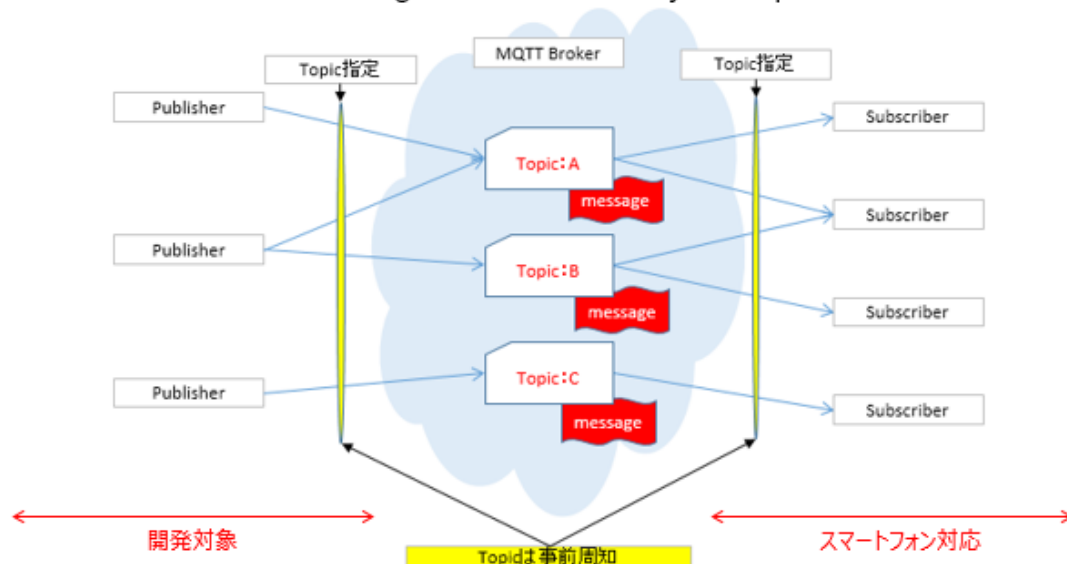 MQTT Broker
Topic指定
Topic指定
Publisher
Subscriber
Topic：A
message
Subscriber
Publisher
Topic：B
message
Subscriber
Topic：C
Publisher
Subscriber
message
開発対象
スマートフォン対応
Topicは事前周知